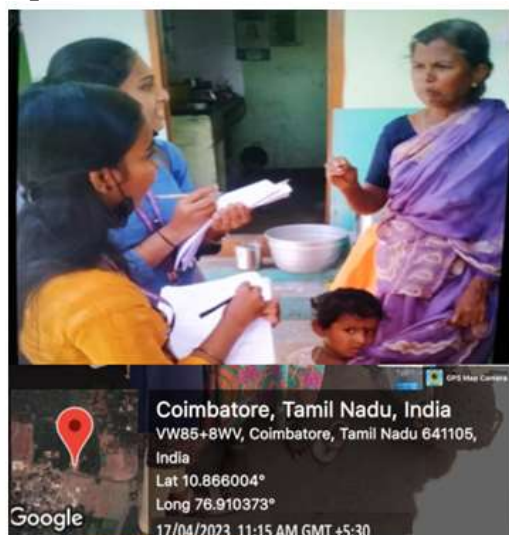 GPS Map Camera
Coimbatore, Tamil Nadu, India
VW85+8WV, Coimbatore, Tamil Nadu 641105,
India
Lat 10.866004°
Long 76.910373°
Google
17/04/2023 11:15 AM GMT +5:30